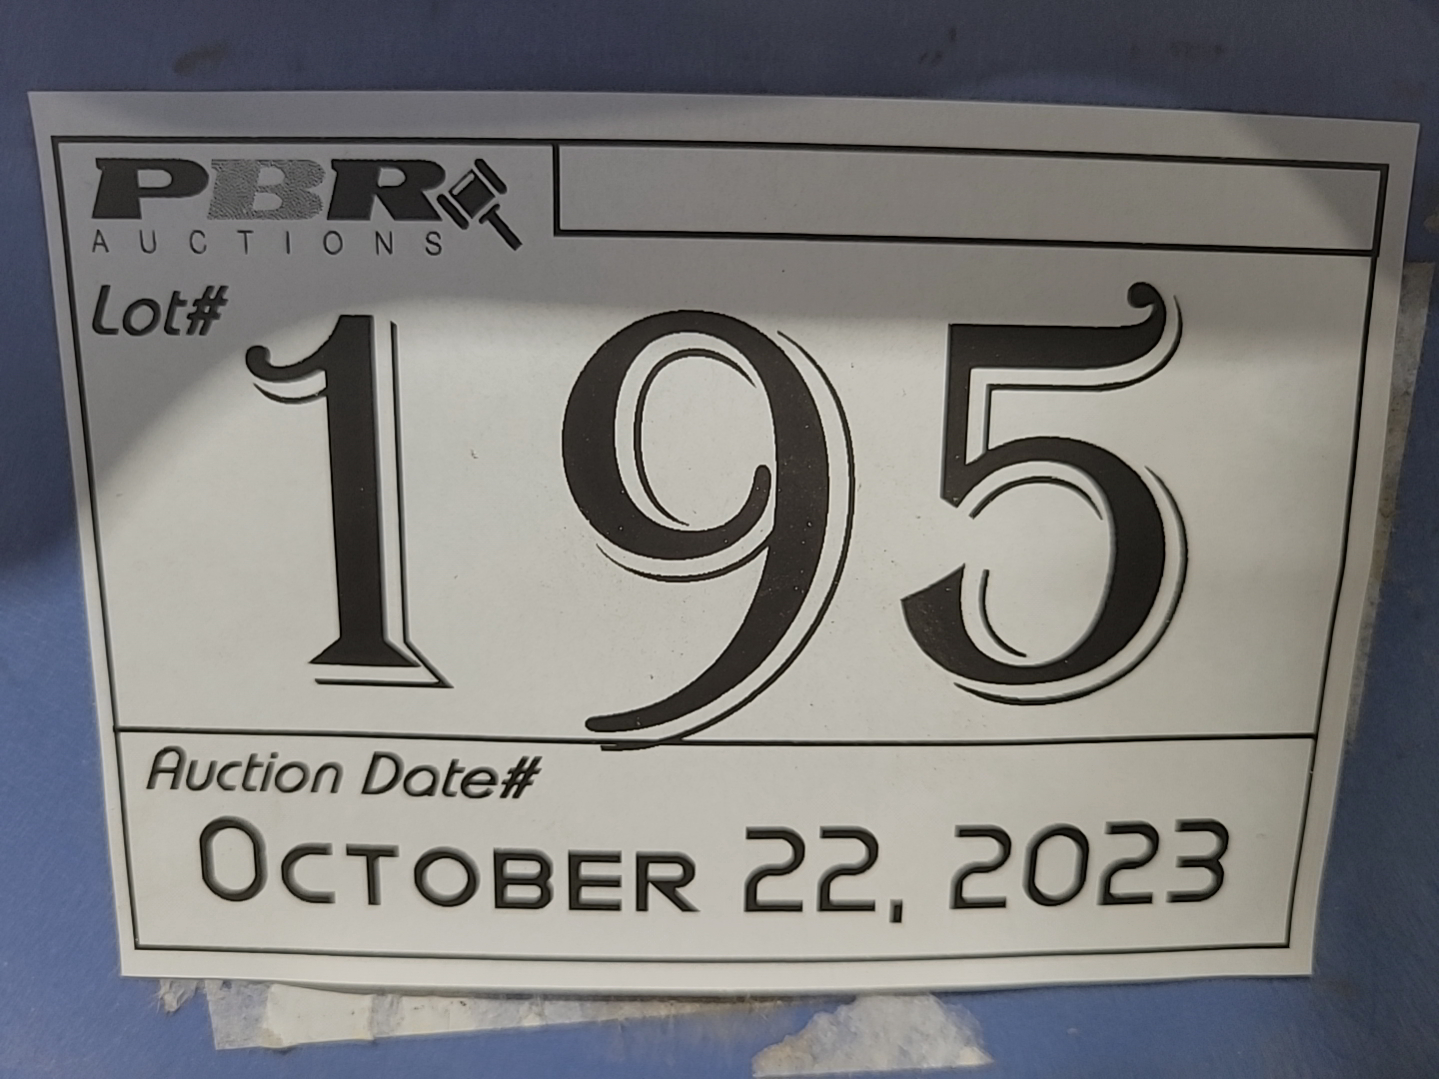 PBR
AUCTIONS
Lot#
195
Auction Date#
October 22, 2023